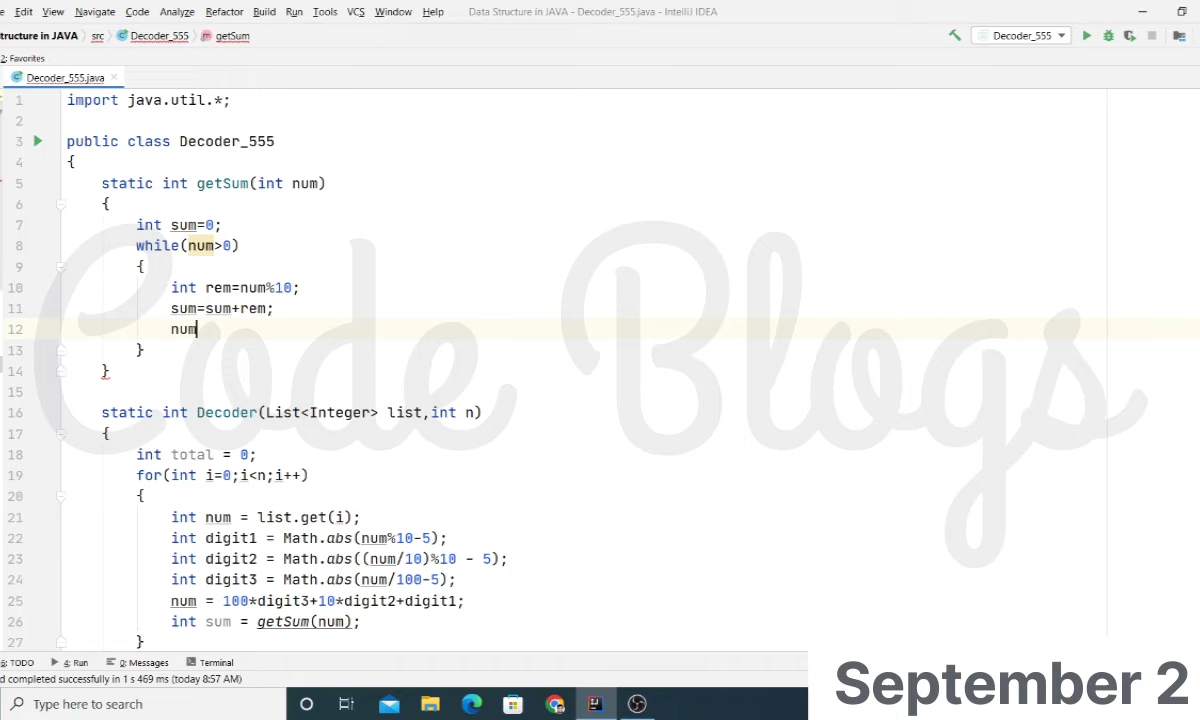 Edit View Navigate Code Analyze Refactor Build Run Tools VCS Window Help Data Structure in JAVA - Decoder_555.java - IntelliJ IDEA
tructure in JAVA src Decoder_555 getSum Decoder_555
2: Favorites
Decoder_555.java
1 import java.util.*;
2
3 public class Decoder_555
4 {
5 static int getSum(int num)
6 {
7 int sum=0;
8 while(num>0)
9 {
10 int rem=num%10;
11 sum=sum+rem;
12 num
13 }
14 }
15
16 static int Decoder(List<Integer> list,int n)
17 {
18 int total = 0;
19 for(int i=0;i<n;i++)
20 {
21 int num = list.get(i);
22 int digit1 = Math.abs(num%10-5);
23 int digit2 = Math.abs((num/10)%10 - 5);
24 int digit3 = Math.abs(num/100-5);
25 num = 100*digit3+10*digit2+digit1;
26 int sum = getSum(num);
27 }
Code Blogs
6: TODO 4: Run 0: Messages Terminal
d completed successfully in 1 s 469 ms (today 8:57 AM)
Type here to search
September 2